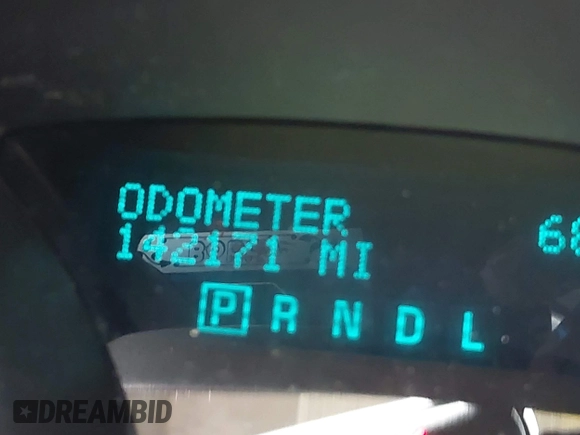 ODOMETER
142171 MI
P R N D L
DREAMBID